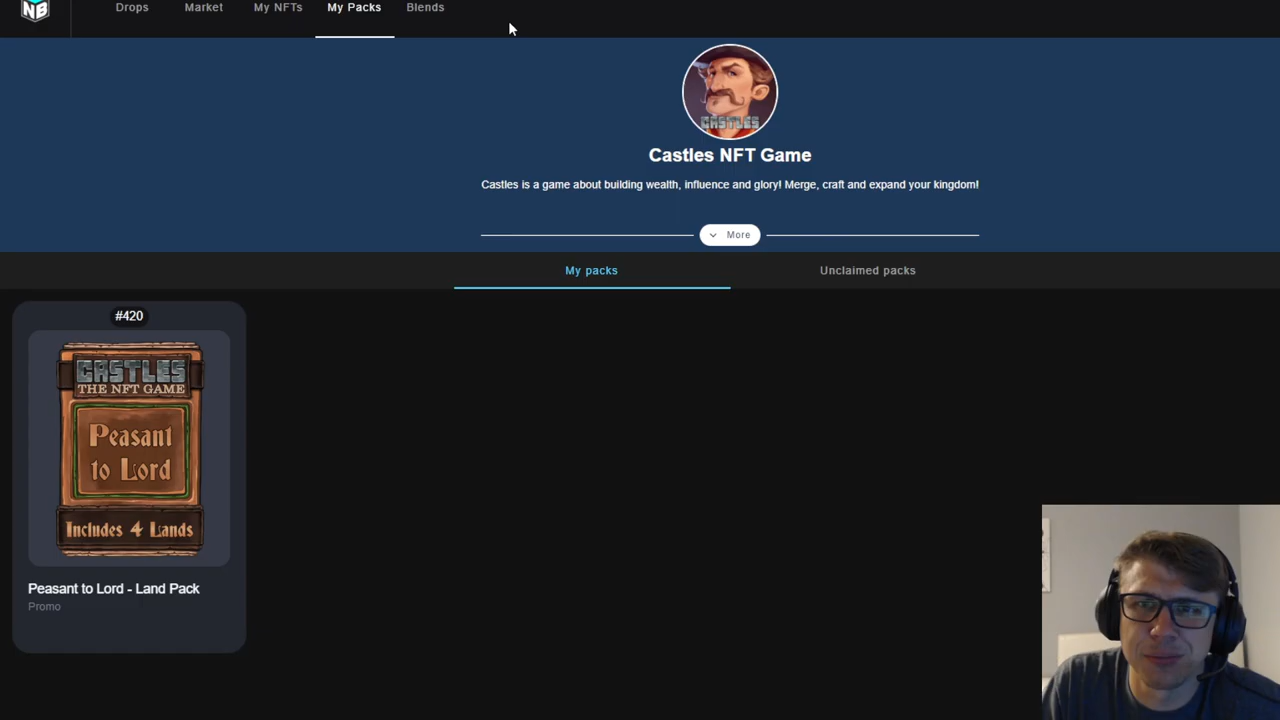 NB
Drops
Market
My NFTs
My Packs
Blends
CASTLES
Castles NFT Game
Castles is a game about building wealth, influence and glory! Merge, craft and expand your kingdom!
More
My packs
Unclaimed packs
#420
CASTLES
THE NFT GAME
Peasant
to Lord
Includes 4 Lands
Peasant to Lord - Land Pack
Promo